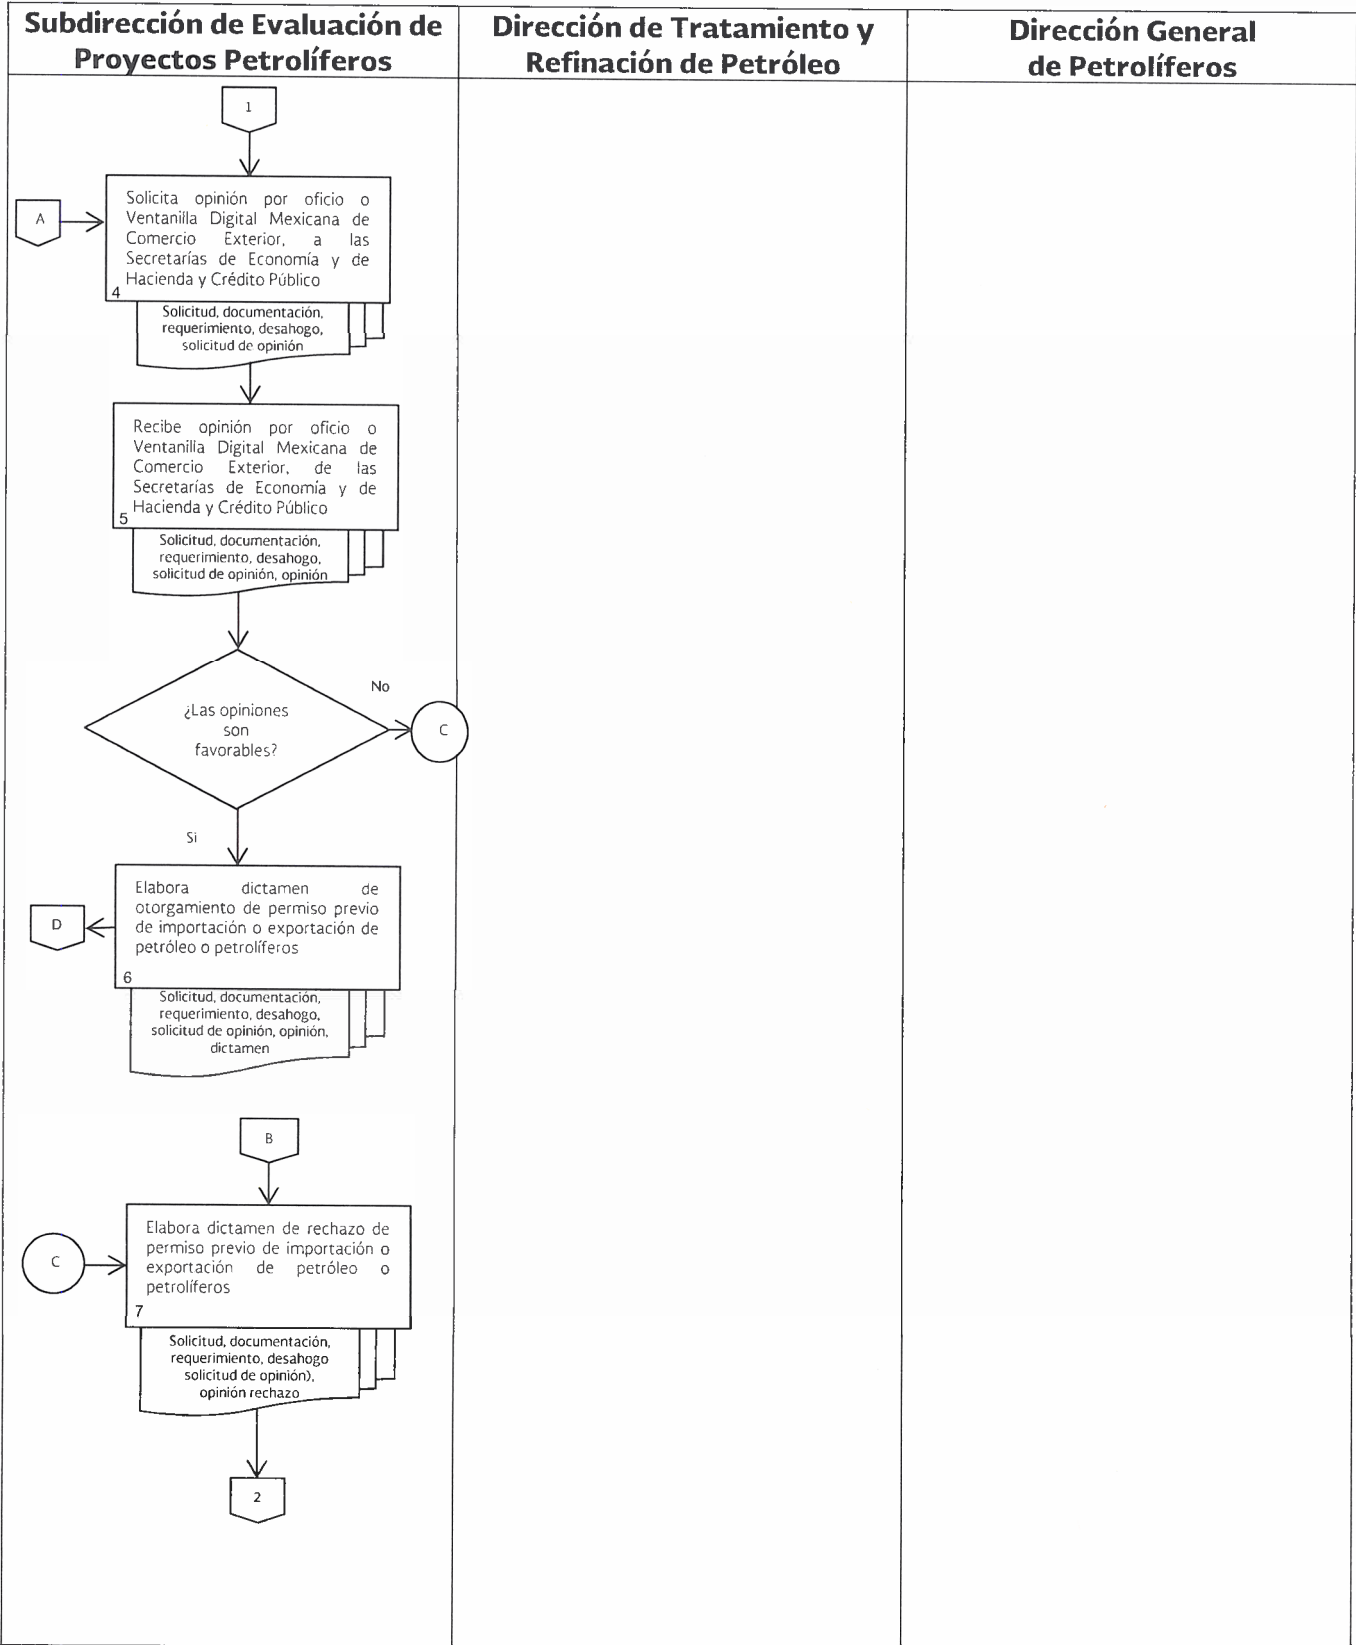 Subdirección de Evaluación de
Proyectos Petrolíferos
Dirección de Tratamiento y
Refinación de Petróleo
Dirección General
de Petrolíferos
1
A
Solicita opinión por oficio o
Ventanilla Digital Mexicana de
Comercio Exterior, a las
Secretarías de Economía y de
Hacienda y Crédito Público
4
Solicitud, documentación,
requerimiento, desahogo,
solicitud de opinión
Recibe opinión por oficio o
Ventanilla Digital Mexicana de
Comercio Exterior, de las
Secretarías de Economía y de
Hacienda y Crédito Público
5
Solicitud, documentación,
requerimiento, desahogo,
solicitud de opinión, opinión
¿Las opiniones
son
favorables?
No
C
Si
D
Elabora dictamen de
otorgamiento de permiso previo
de importación o exportación de
petróleo o petrolíferos
6
Solicitud, documentación,
requerimiento, desahogo,
solicitud de opinión, opinión,
dictamen
B
C
Elabora dictamen de rechazo de
permiso previo de importación o
exportación de petróleo o
petrolíferos
7
Solicitud, documentación,
requerimiento, desahogo
solicitud de opinión),
opinión rechazo
2